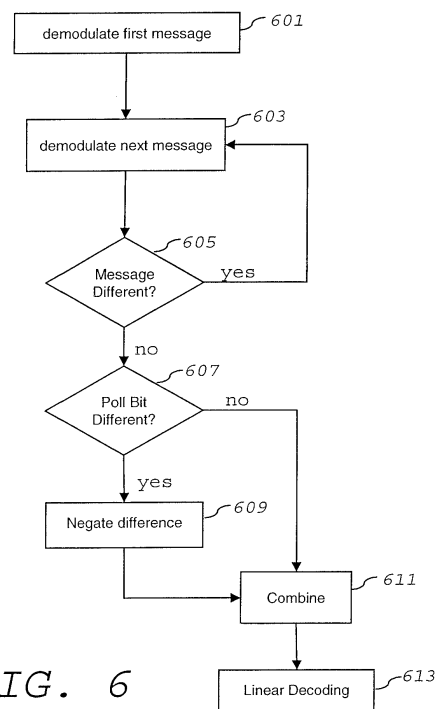 demodulate first message
601
demodulate next message
603
605
Message
Different?
yes
no
607
Poll Bit
Different?
no
yes
Negate difference
609
Combine
611
IG. 6
Linear Decoding
613